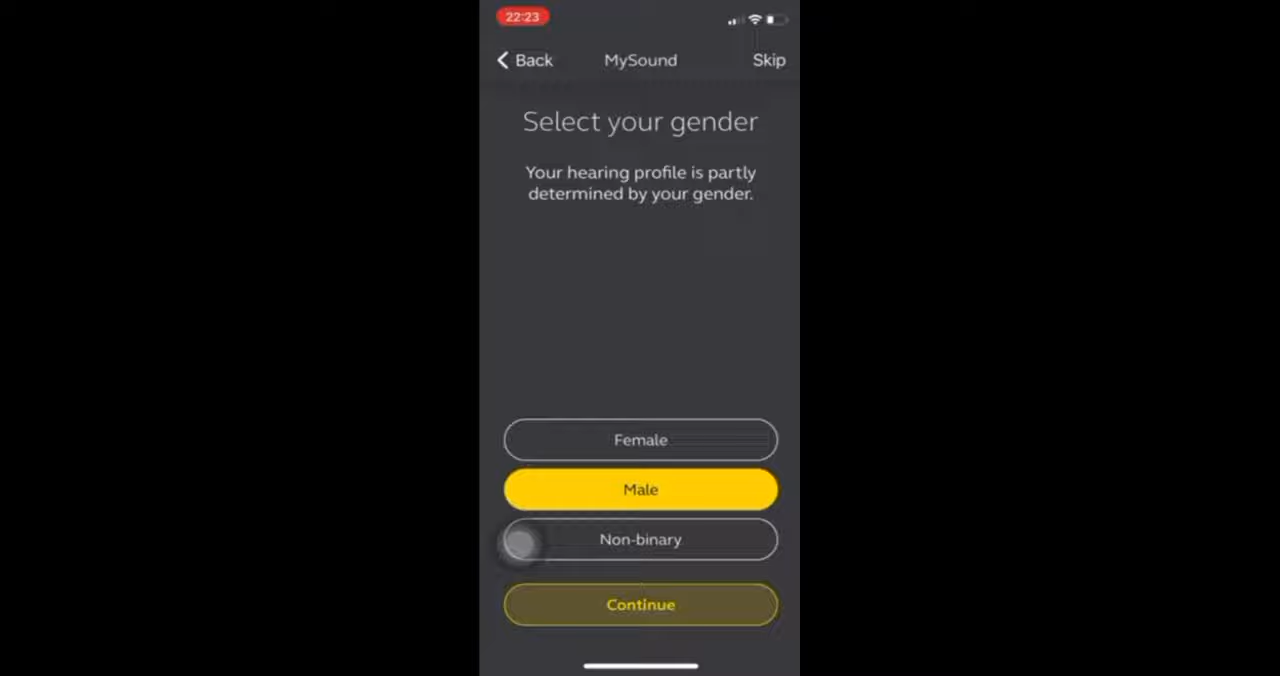 22:23
Back MySound Skip
Select your gender
Your hearing profile is partly
determined by your gender.
Female
Male
Non-binary
Continue